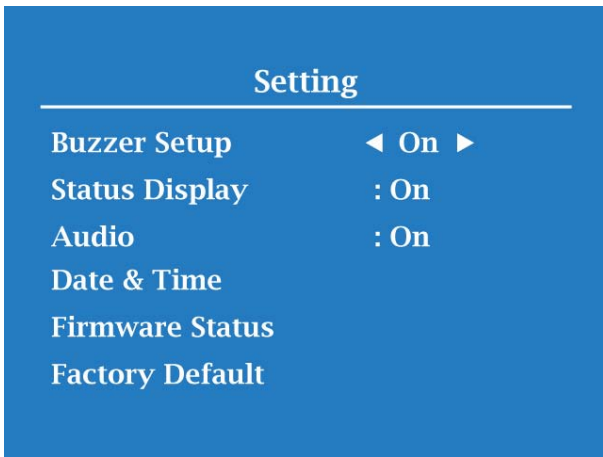 Setting
Buzzer Setup ◀ On ▶
Status Display : On
Audio : On
Date & Time
Firmware Status
Factory Default